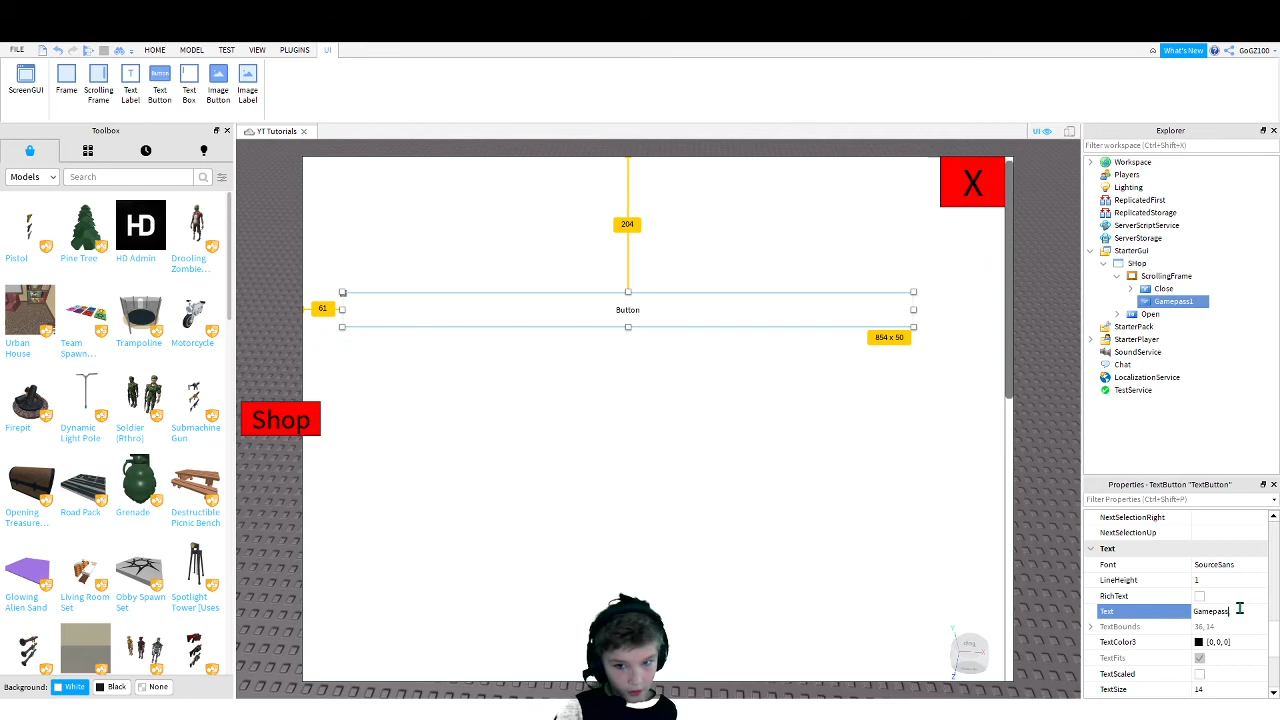 FILE HOME MODEL TEST VIEW PLUGINS UI What's New GoGZ100
ScreenGUI Frame Scrolling Frame Text Label Text Button Text Box Image Button Image Label
Toolbox
YT Tutorials
UI
Explorer
Filter workspace (Ctrl+Shift+X)
Models
Search
Pistol
Pine Tree
HD Admin
Drooling Zombie...
Urban House
Team Spawn...
Trampoline
Motorcycle
Firepit
Dynamic Light Pole
Soldier (Rthro)
Submachine Gun
Opening Treasure...
Road Pack
Grenade
Destructible Picnic Bench
Glowing Alien Sand
Living Room Set
Obby Spawn Set
Spotlight Tower [Uses
Background: White Black None
HD
T
Button
X
204
61
Button
854 x 50
Shop
Workspace
Players
Lighting
ReplicatedFirst
ReplicatedStorage
ServerScriptService
ServerStorage
StarterGui
SHop
ScrollingFrame
Close
Gamepass1
Open
StarterPack
StarterPlayer
SoundService
Chat
LocalizationService
TestService
Properties - TextButton "TextButton"
Filter Properties (Ctrl+Shift+P)
NextSelectionRight
NextSelectionUp
Text
Font SourceSans
LineHeight 1
RichText
Text Gamepass
TextBounds 36,14
TextColor3 [0,0,0]
TextFits
TextScaled
TextSize 14